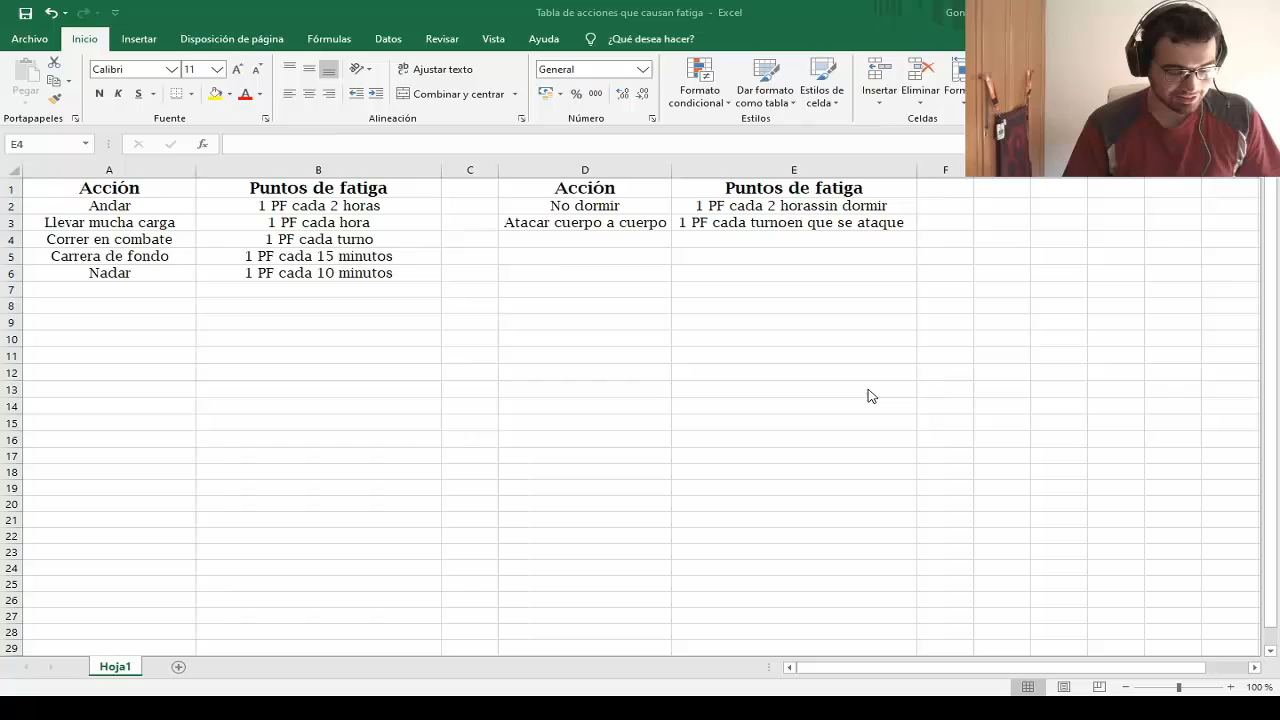 Tabla de acciones que causan fatiga - Excel
Gon
Archivo Inicio Insertar Disposición de página Fórmulas Datos Revisar Vista Ayuda ¿Qué desea hacer?
Calibri 11 Ajustar texto General
Pegar N K S A Combinar y centrar % 000 Formato condicional Dar formato como tabla Estilos de celda Insertar Eliminar Form
Portapapeles Fuente Alineación Número Estilos Celdas
E4 fx
A B C D E F
1 Acción Puntos de fatiga Acción Puntos de fatiga
2 Andar 1 PF cada 2 horas No dormir 1 PF cada 2 horassin dormir
3 Llevar mucha carga 1 PF cada hora Atacar cuerpo a cuerpo 1 PF cada turnoen que se ataque
4 Correr en combate 1 PF cada turno
5 Carrera de fondo 1 PF cada 15 minutos
6 Nadar 1 PF cada 10 minutos
7
8
9
10
11
12
13
14
15
16
17
18
19
20
21
22
23
24
25
26
27
28
29
Hoja1
100 %